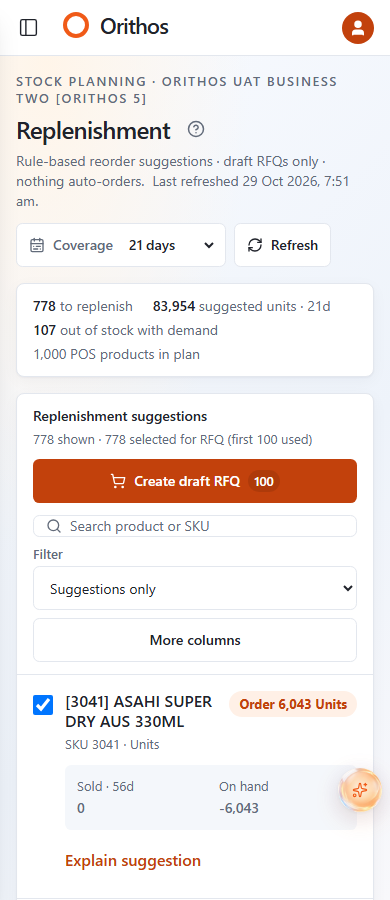 Orithos
STOCK PLANNING · ORITHOS UAT BUSINESS
TWO [ORITHOS 5]
Replenishment
Rule-based reorder suggestions · draft RFQs only ·
nothing auto-orders. Last refreshed 29 Oct 2026, 7:51
am.
Coverage 21 days
Refresh
778 to replenish 83,954 suggested units · 21d
107 out of stock with demand
1,000 POS products in plan
Replenishment suggestions
778 shown · 778 selected for RFQ (first 100 used)
Create draft RFQ 100
Search product or SKU
Filter
Suggestions only
More columns
[3041] ASAHI SUPER
DRY AUS 330ML
Order 6,043 Units
SKU 3041 · Units
Sold · 56d On hand
0 -6,043
Explain suggestion